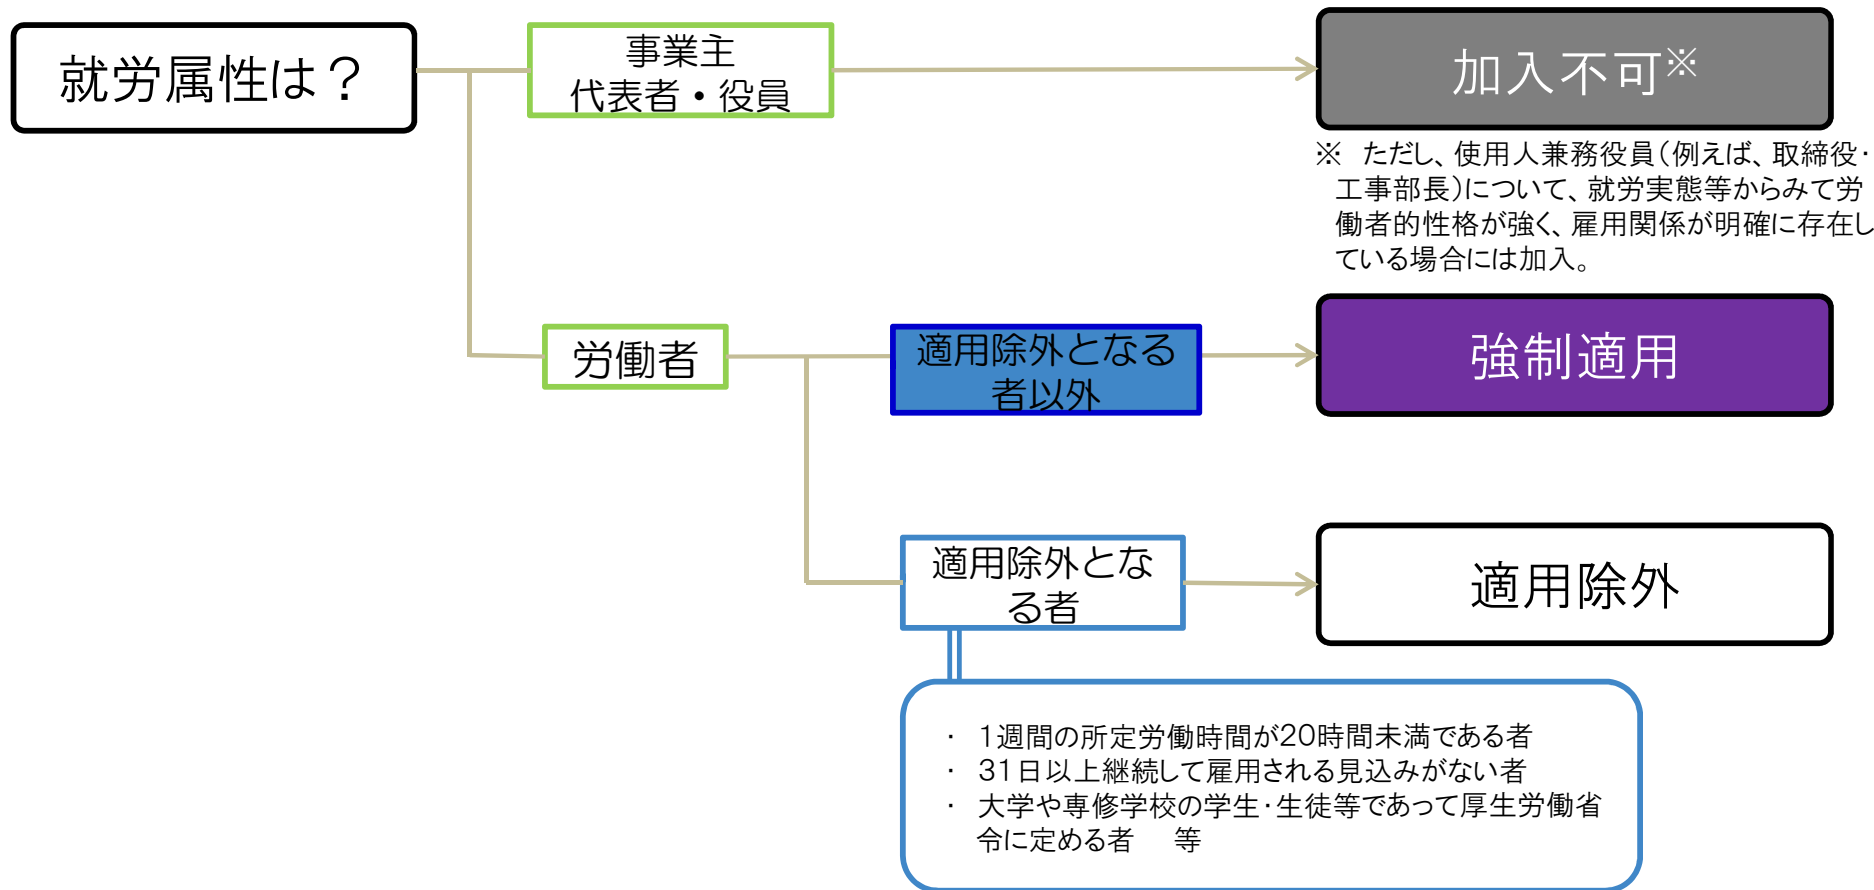 就労属性は？
事業主
代表者・役員
加入不可※
※　ただし、使用人兼務役員（例えば、取締役・
工事部長）について、就労実態等からみて労
働者的性格が強く、雇用関係が明確に存在し
ている場合には加入。
労働者
適用除外となる
者以外
強制適用
適用除外とな
る者
適用除外
・　1週間の所定労働時間が20時間未満である者
・　31日以上継続して雇用される見込みがない者
・　大学や専修学校の学生・生徒等であって厚生労働省
令に定める者　等